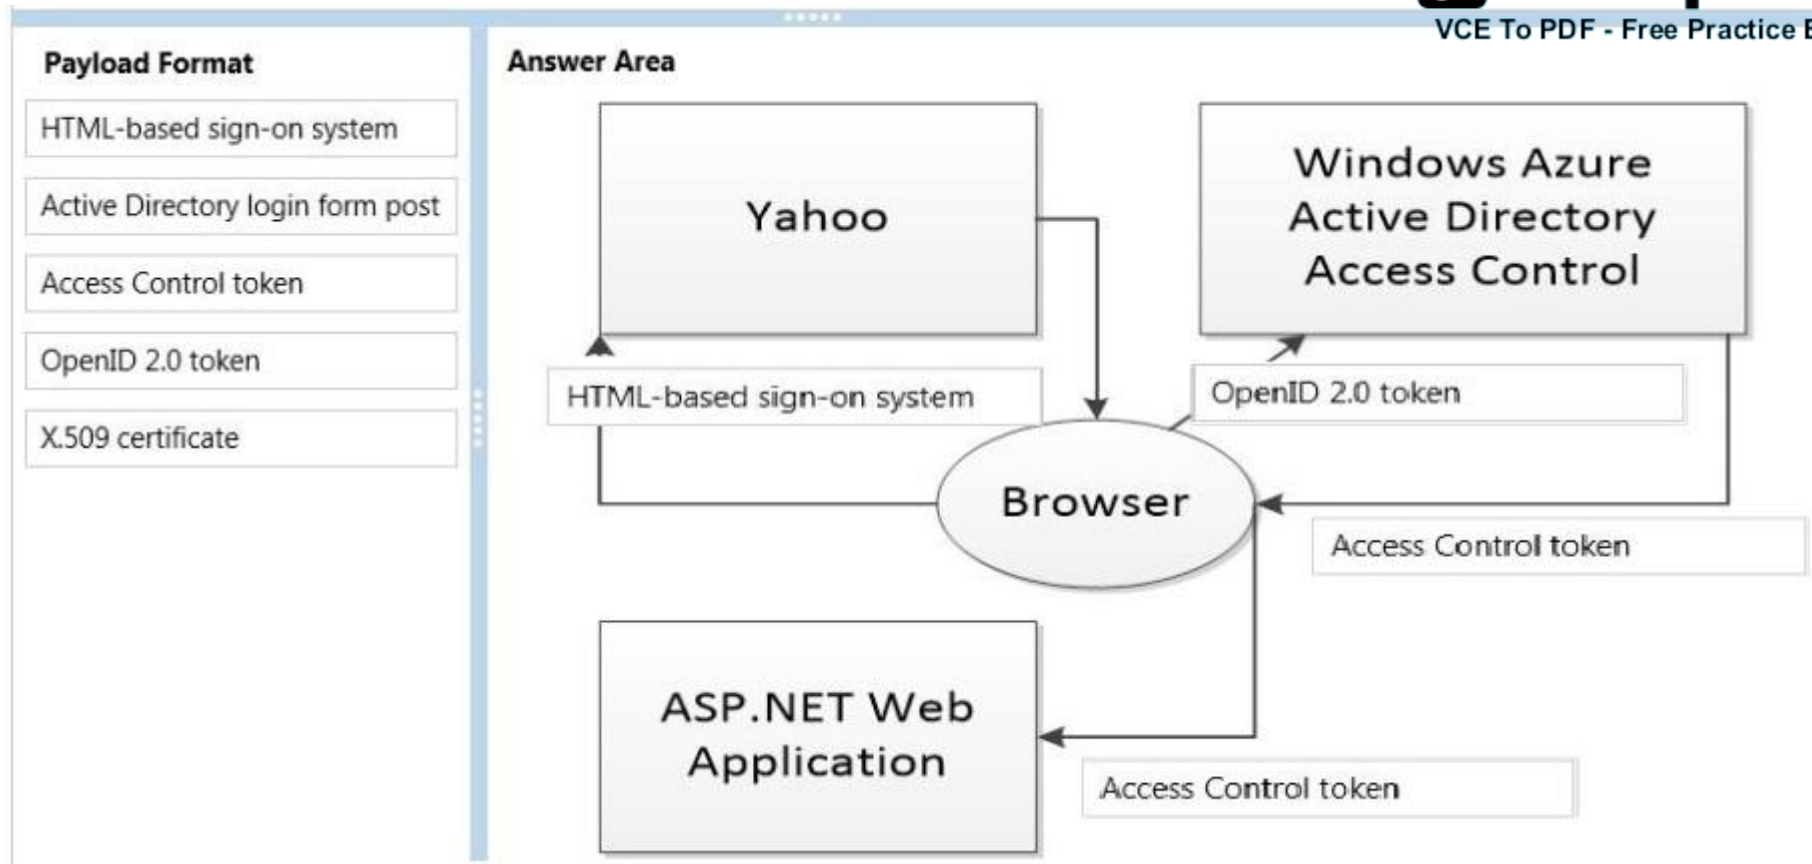 VCE To PDF - Free Practice E
Payload Format
HTML-based sign-on system
Active Directory login form post
Access Control token
OpenID 2.0 token
X.509 certificate
Answer Area
Yahoo
Windows Azure
Active Directory
Access Control
HTML-based sign-on system
OpenID 2.0 token
Browser
Access Control token
ASP.NET Web
Application
Access Control token